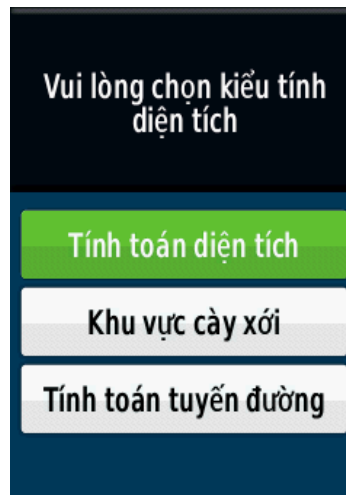 Vui lòng chọn kiểu tính
diện tích
Tính toán diện tích
Khu vực cày xới
Tính toán tuyến đường